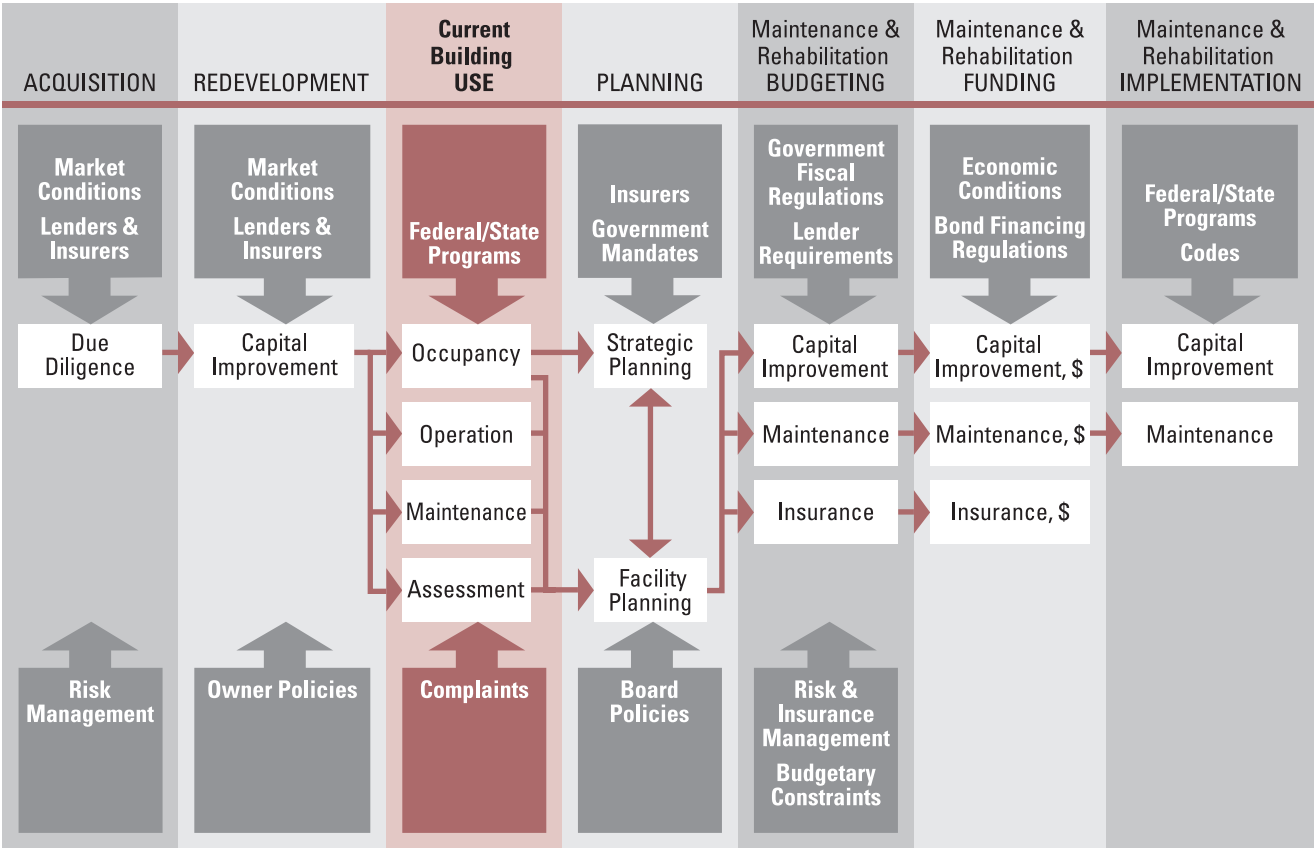 ACQUISITION
REDEVELOPMENT
Current
Building
USE
PLANNING
Maintenance &
Rehabilitation
BUDGETING
Maintenance &
Rehabilitation
FUNDING
Maintenance &
Rehabilitation
IMPLEMENTATION
Market
Conditions
Lenders &
Insurers
Market
Conditions
Lenders &
Insurers
Federal/State
Programs
Insurers
Government
Mandates
Government
Fiscal
Regulations
Lender
Requirements
Economic
Conditions
Bond Financing
Regulations
Federal/State
Programs
Codes
Due
Diligence
Capital
Improvement
Occupancy
Operation
Maintenance
Assessment
Strategic
Planning
Facility
Planning
Capital
Improvement
Maintenance
Insurance
Capital
Improvement, $
Maintenance, $
Insurance, $
Capital
Improvement
Maintenance
Risk
Management
Owner Policies
Complaints
Board
Policies
Risk &
Insurance
Management
Budgetary
Constraints